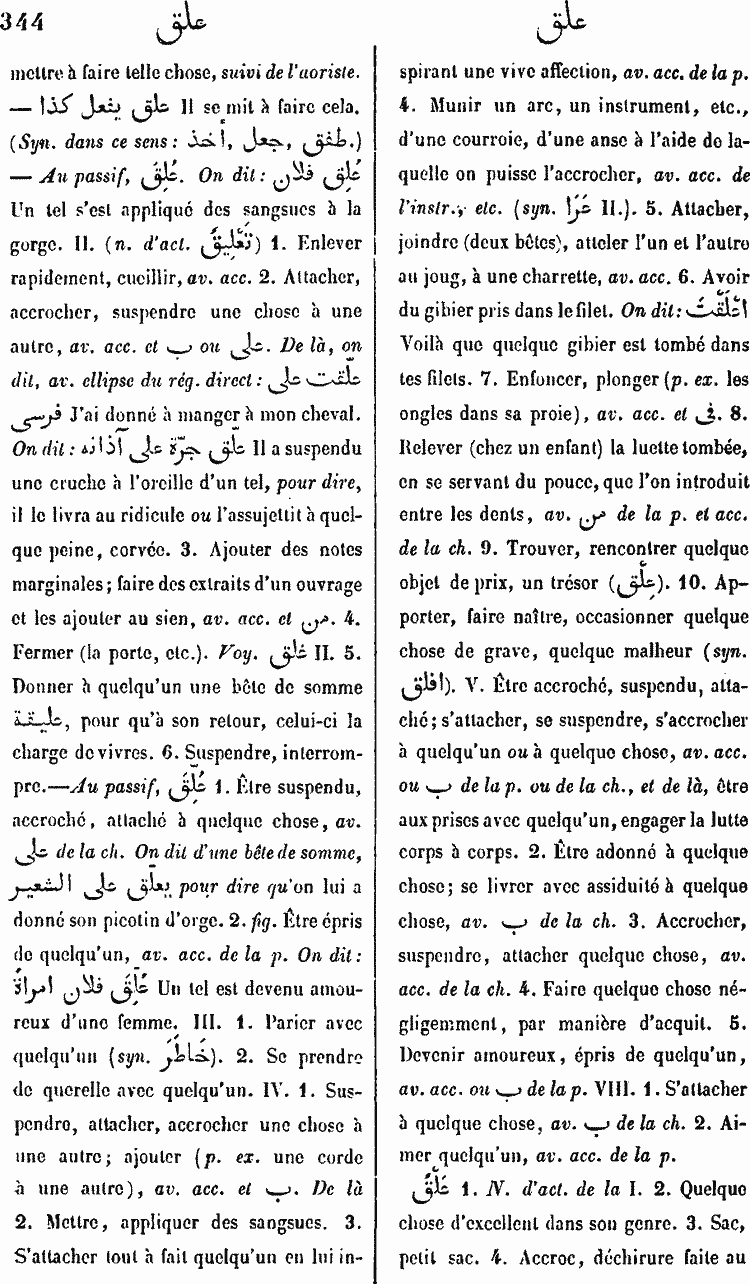 344
علق
علق
mettre à faire telle chose, suivi de l'aoriste.
— علق يفعل كذا Il se mit à faire cela.
(Syn. dans ce sens : طفق, جعل, أخذ.)
— Au passif, عُلِقَ. On dit : عُلِقَ فلان
Un tel s'est appliqué des sangsues à la
gorge. II. (n. d'act. تَعْلِيقٌ) 1. Enlever
rapidement, cueillir, av. acc. 2. Attacher,
accrocher, suspendre une chose à une
autre, av. acc. et ب ou على. De là, on
dit, av. ellipse du rég. direct : علّقت على
فرسى J'ai donné à manger à mon cheval.
On dit : علّق جرّة على آذانه Il a suspendu
une cruche à l'oreille d'un tel, pour dire,
il le livra au ridicule ou l'assujettit à quel-
que peine, corvée. 3. Ajouter des notes
marginales ; faire des extraits d'un ouvrage
et les ajouter au sien, av. acc. et من. 4.
Fermer (la porte, etc.). Voy. غلق II. 5.
Donner à quelqu'un une bête de somme
عليقة, pour qu'à son retour, celui-ci la
charge de vivres. 6. Suspendre, interrom-
pre.—Au passif, عُلِّقَ 1. Être suspendu,
accroché, attaché à quelque chose, av.
على de la ch. On dit d'une bête de somme,
يعلّق على الشعير pour dire qu'on lui a
donné son picotin d'orge. 2. fig. Être épris
de quelqu'un, av. acc. de la p. On dit :
عُلِّقَ فلان امراةً Un tel est devenu amou-
reux d'une femme. III. 1. Parier avec
quelqu'un (syn. خَاطَرَ). 2. Se prendre
de querelle avec quelqu'un. IV. 1. Sus-
pendre, attacher, accrocher une chose à
une autre ; ajouter (p. ex. une corde
à une autre), av. acc. et ب. De là
2. Mettre, appliquer des sangsues. 3.
S'attacher tout à fait quelqu'un en lui in-
spirant une vive affection, av. acc. de la p.
4. Munir un arc, un instrument, etc.,
d'une courroie, d'une anse à l'aide de la-
quelle on puisse l'accrocher, av. acc. de
l'instr., etc. (syn. عَرَا II.). 5. Attacher,
joindre (deux bêtes), atteler l'un et l'autre
au joug, à une charrette, av. acc. 6. Avoir
du gibier pris dans le filet. On dit : اعْلَقْتَ
Voilà que quelque gibier est tombé dans
tes filets. 7. Enfoncer, plonger (p. ex. les
ongles dans sa proie), av. acc. et فى. 8.
Relever (chez un enfant) la luette tombée,
en se servant du pouce, que l'on introduit
entre les dents, av. من de la p. et acc.
de la ch. 9. Trouver, rencontrer quelque
objet de prix, un trésor (عِلْق). 10. Ap-
porter, faire naître, occasionner quelque
chose de grave, quelque malheur (syn.
افلق). V. Être accroché, suspendu, atta-
ché ; s'attacher, se suspendre, s'accrocher
à quelqu'un ou à quelque chose, av. acc.
ou ب de la p. ou de la ch., et de là, être
aux prises avec quelqu'un, engager la lutte
corps à corps. 2. Être adonné à quelque
chose ; se livrer avec assiduité à quelque
chose, av. ب de la ch. 3. Accrocher,
suspendre, attacher quelque chose, av.
acc. de la ch. 4. Faire quelque chose né-
gligemment, par manière d'acquit. 5.
Devenir amoureux, épris de quelqu'un,
av. acc. ou ب de la p. VIII. 1. S'attacher
à quelque chose, av. ب de la ch. 2. Ai-
mer quelqu'un, av. acc. de la p.
عَلْقٌ 1. N. d'act. de la I. 2. Quelque
chose d'excellent dans son genre. 3. Sac,
petit sac. 4. Accroc, déchirure faite au